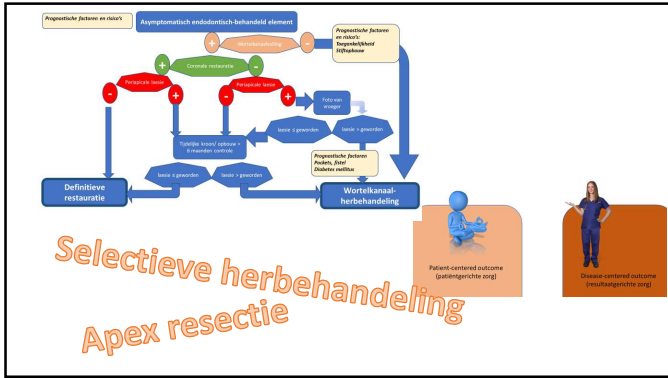 Prognostische factoren en risico's
Asymptomatisch endodontisch-behandeld element
Prognostische factoren
en risico's:
Toegankelijkheid
Stiftopbouw
+
Wortelkanaalvulling
-
+
Coronale restauratie
-
Periapicale laesie
-
+
Periapicale laesie
-
+
Foto van
vroeger
laesie ≤ geworden
laesie > geworden
Tijdelijke kroon/ opbouw +
6 maanden controle
Prognostische factoren
Pockets, fistel
Diabetes mellitus
laesie ≤ geworden
laesie > geworden
Definitieve
restauratie
Wortelkanaal-
herbehandeling
Selectieve herbehandeling
Apex resectie
Patient-centered outcome
(patiëntgerichte zorg)
Disease-centered outcome
(resultaatgerichte zorg)